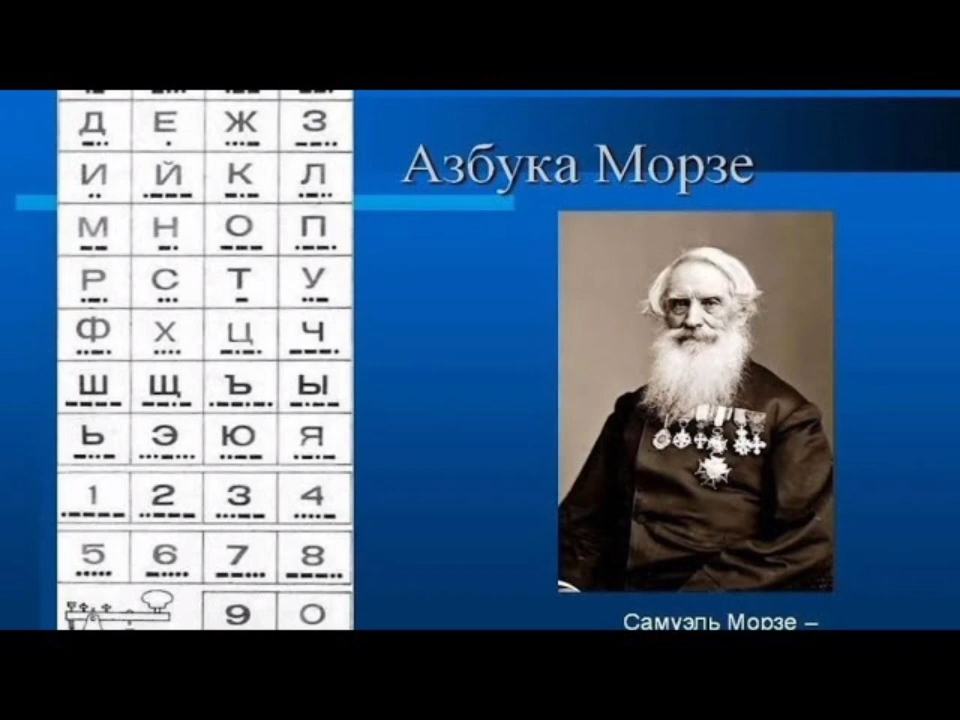 Азбука Морзе
Д Е Ж З
И Й К Л
М Н О П
Р С Т У
Ф Х Ц Ч
Ш Щ Ъ Ы
Ь Э Ю Я
1 2 3 4
5 6 7 8
9 0
Самуэль Морзе –